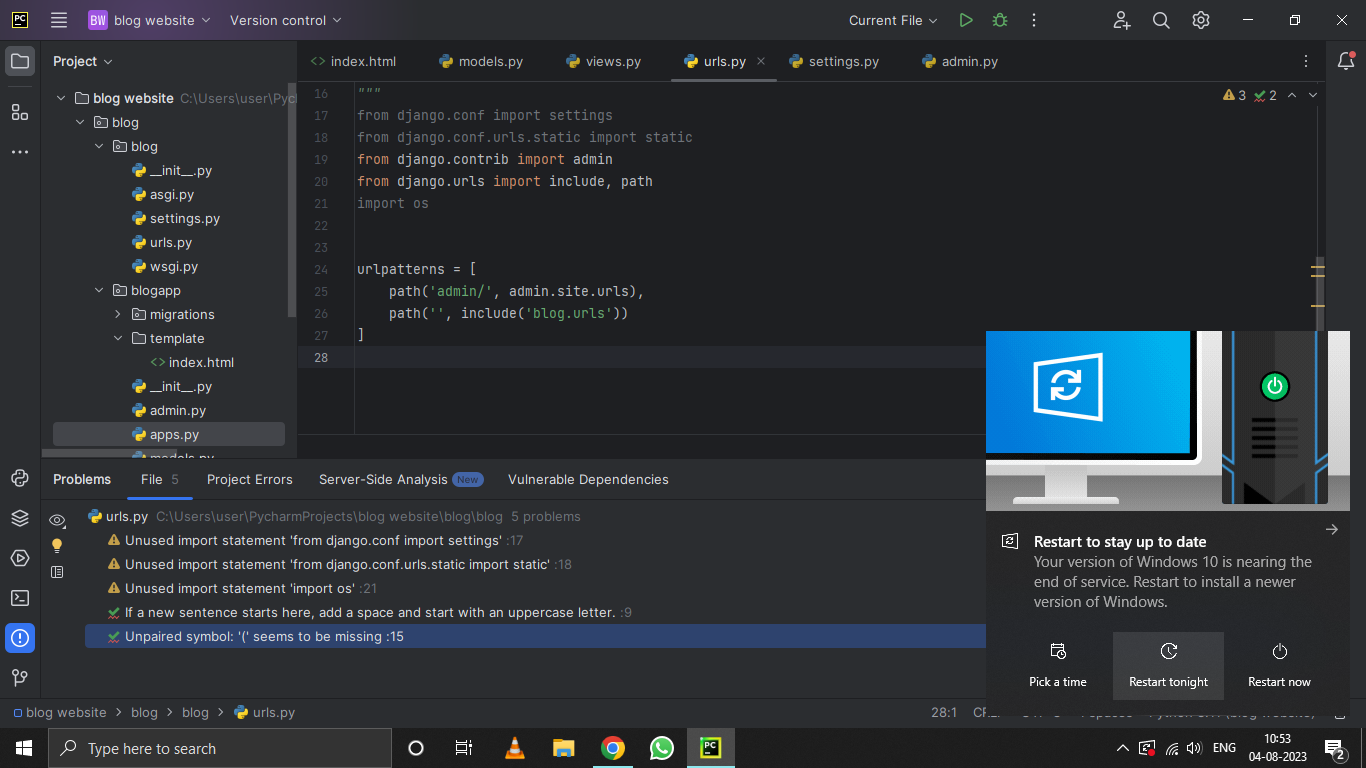 PC BW blog website Version control Current File
Project
index.html models.py views.py urls.py settings.py admin.py
blog website C:\Users\user\Pych
blog
blog
__init__.py
asgi.py
settings.py
urls.py
wsgi.py
blogapp
migrations
template
index.html
__init__.py
admin.py
apps.py
models.py
3 2
16 """
17 from django.conf import settings
18 from django.conf.urls.static import static
19 from django.contrib import admin
20 from django.urls import include, path
21 import os
22
23
24 urlpatterns = [
25 path('admin/', admin.site.urls),
26 path('', include('blog.urls'))
27 ]
28
Problems File 5 Project Errors Server-Side Analysis New Vulnerable Dependencies
urls.py C:\Users\user\PycharmProjects\blog website\blog\blog 5 problems
Unused import statement 'from django.conf import settings' :17
Unused import statement 'from django.conf.urls.static import static' :18
Unused import statement 'import os' :21
If a new sentence starts here, add a space and start with an uppercase letter. :9
Unpaired symbol: '(' seems to be missing :15
Restart to stay up to date
Your version of Windows 10 is nearing the
end of service. Restart to install a newer
version of Windows.
Pick a time Restart tonight Restart now
blog website > blog > blog > urls.py 28:1
Type here to search
PC
ENG
10:53
04-08-2023
2